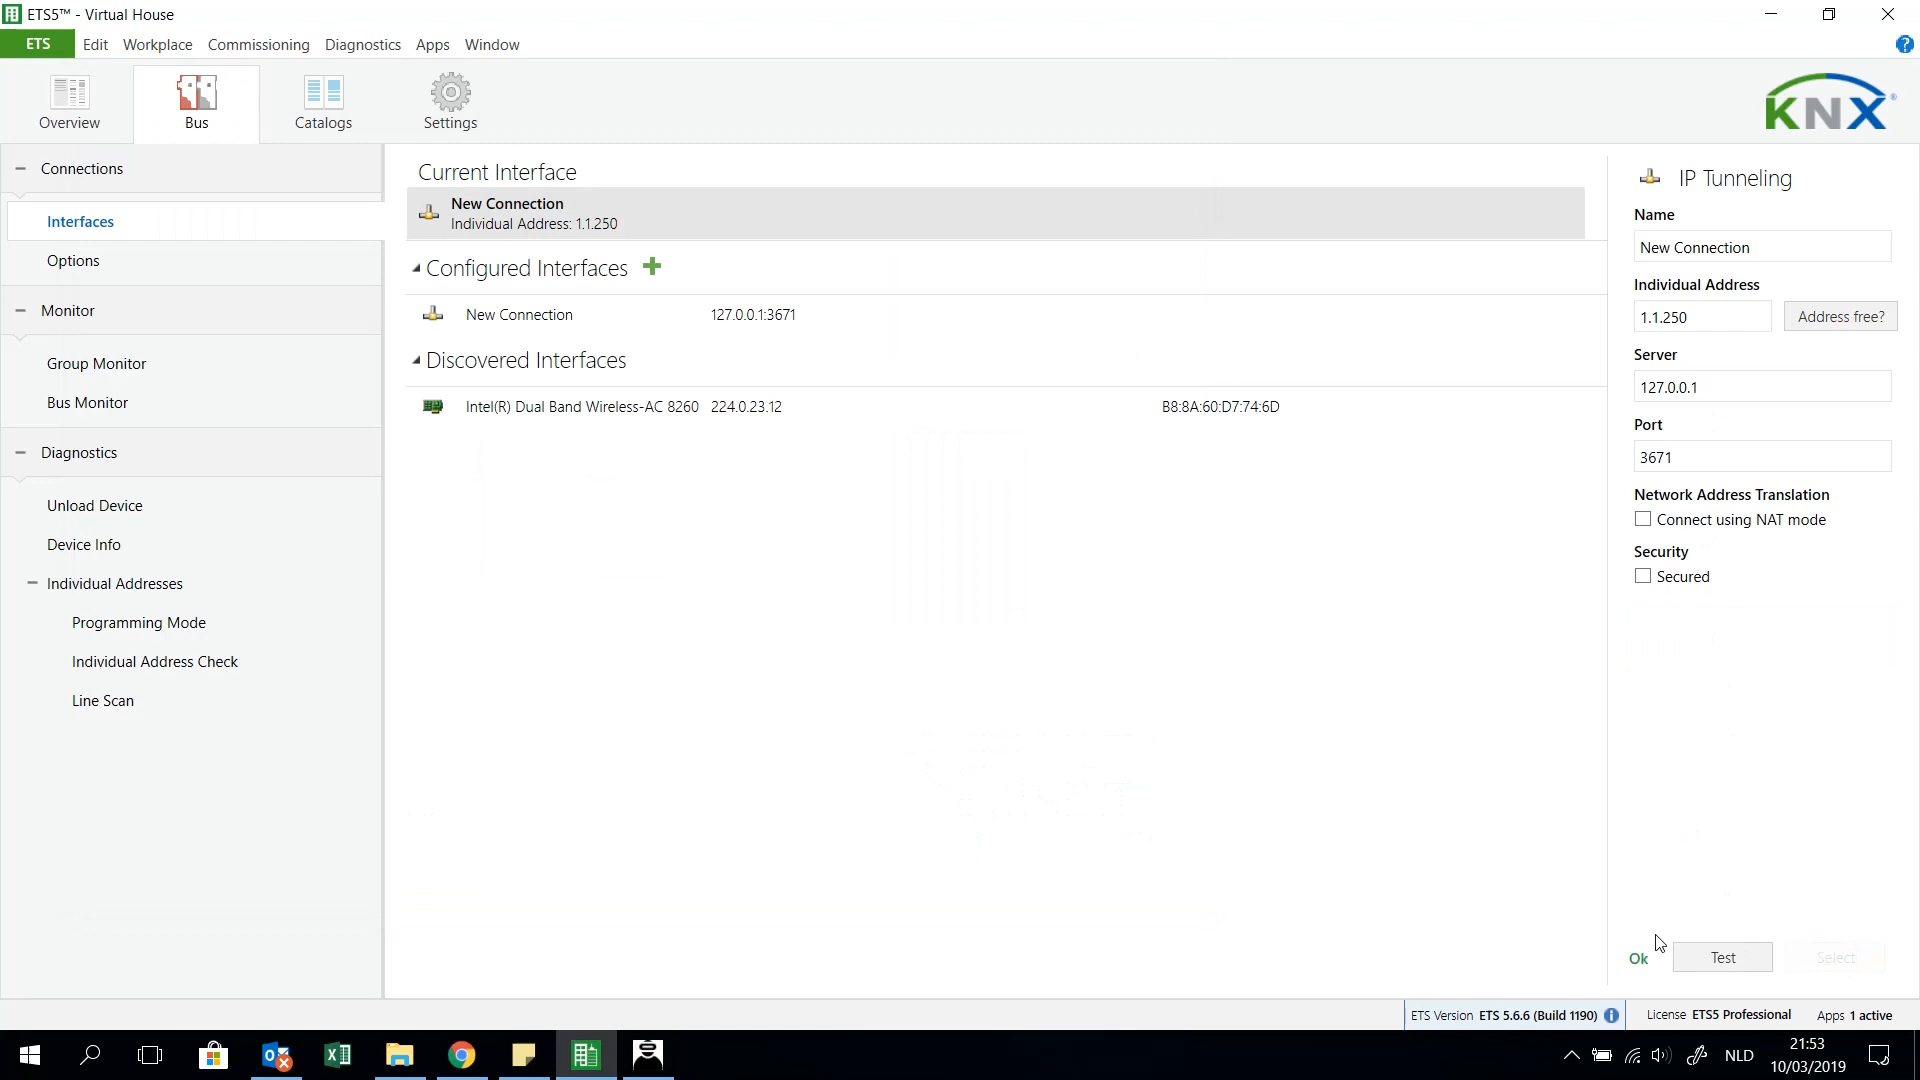 ETS5™ - Virtual House
ETS Edit Workplace Commissioning Diagnostics Apps Window
Overview Bus Catalogs Settings
KNX®
Connections
Interfaces
Options
Monitor
Group Monitor
Bus Monitor
Diagnostics
Unload Device
Device Info
Individual Addresses
Programming Mode
Individual Address Check
Line Scan
Current Interface
New Connection
Individual Address: 1.1.250
Configured Interfaces
New Connection 127.0.0.1:3671
Discovered Interfaces
Intel(R) Dual Band Wireless-AC 8260 224.0.23.12 B8:8A:60:D7:74:6D
IP Tunneling
Name
New Connection
Individual Address
1.1.250 Address free?
Server
127.0.0.1
Port
3671
Network Address Translation
Connect using NAT mode
Security
Secured
Ok Test Select
ETS Version ETS 5.6.6 (Build 1190) License ETS5 Professional Apps 1 active
NLD
21:53
10/03/2019